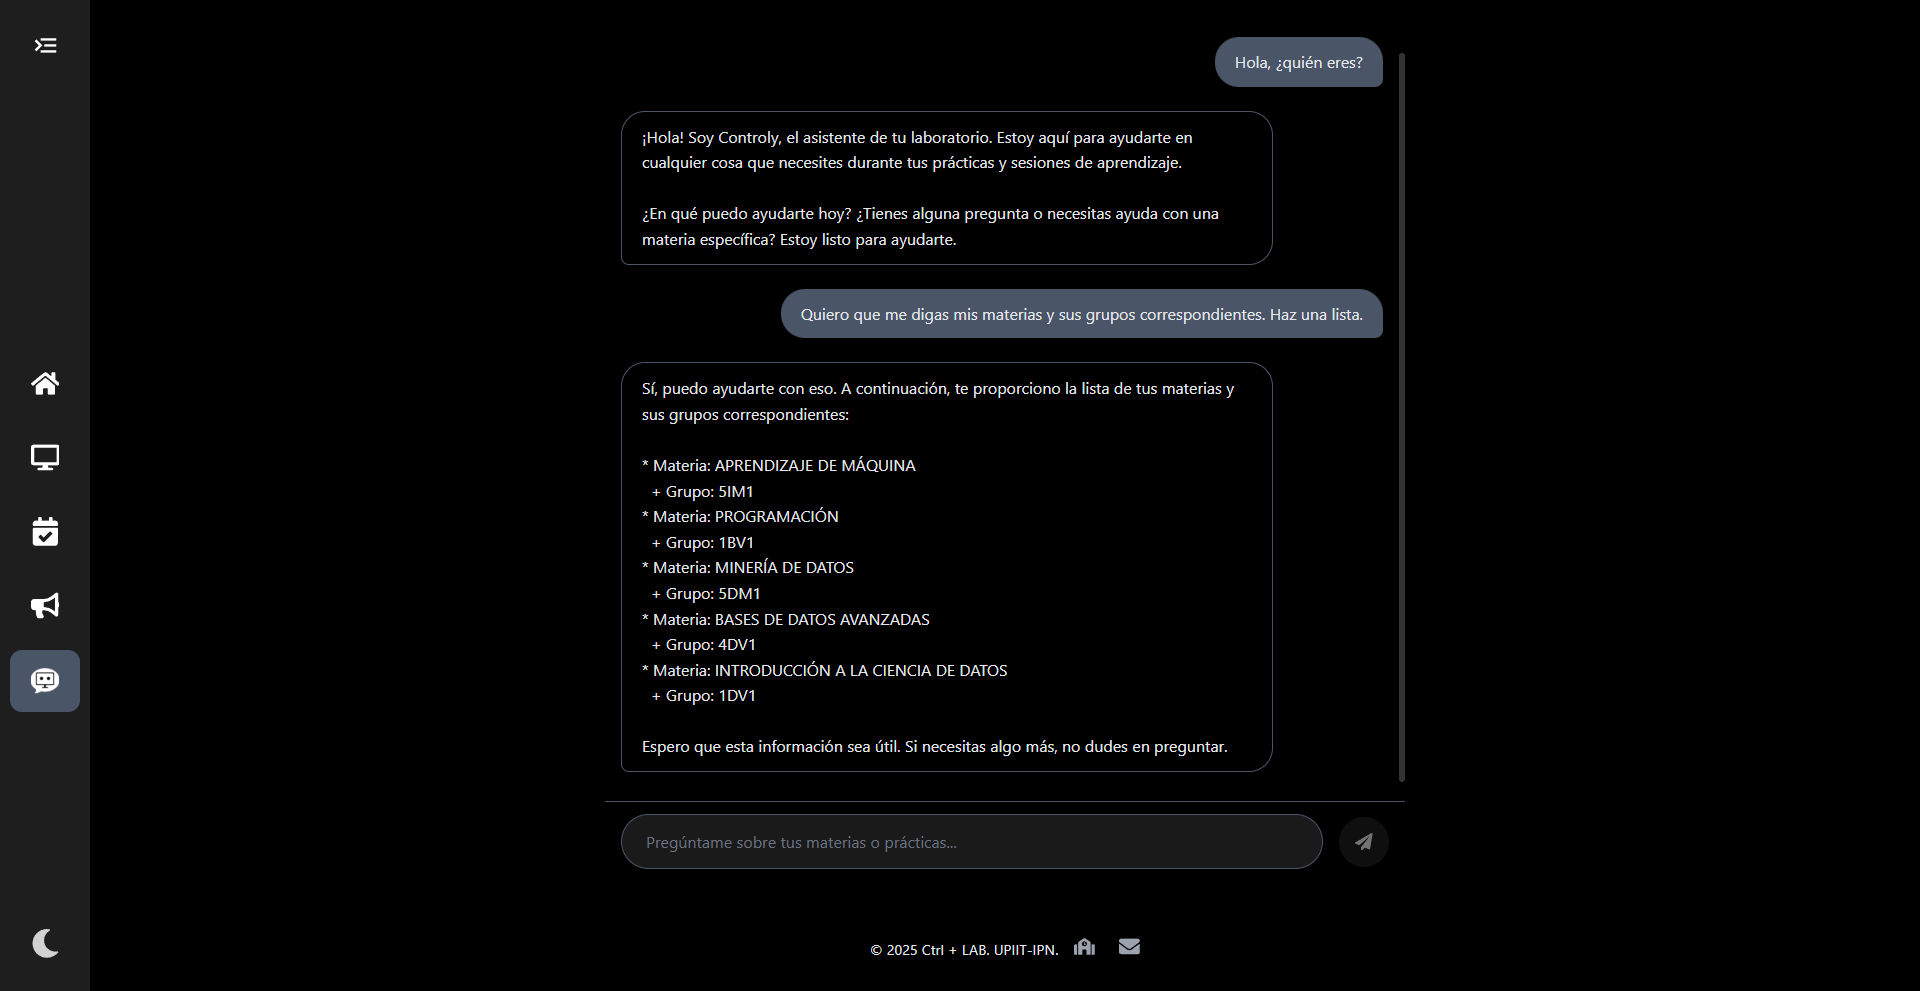 Hola, ¿quién eres?
¡Hola! Soy Controly, el asistente de tu laboratorio. Estoy aquí para ayudarte en
cualquier cosa que necesites durante tus prácticas y sesiones de aprendizaje.
¿En qué puedo ayudarte hoy? ¿Tienes alguna pregunta o necesitas ayuda con una
materia específica? Estoy listo para ayudarte.
Quiero que me digas mis materias y sus grupos correspondientes. Haz una lista.
Sí, puedo ayudarte con eso. A continuación, te proporciono la lista de tus materias y
sus grupos correspondientes:
* Materia: APRENDIZAJE DE MÁQUINA
+ Grupo: 5IM1
* Materia: PROGRAMACIÓN
+ Grupo: 1BV1
* Materia: MINERÍA DE DATOS
+ Grupo: 5DM1
* Materia: BASES DE DATOS AVANZADAS
+ Grupo: 4DV1
* Materia: INTRODUCCIÓN A LA CIENCIA DE DATOS
+ Grupo: 1DV1
Espero que esta información sea útil. Si necesitas algo más, no dudes en preguntar.
Pregúntame sobre tus materias o prácticas...
© 2025 Ctrl + LAB. UPIIT-IPN.